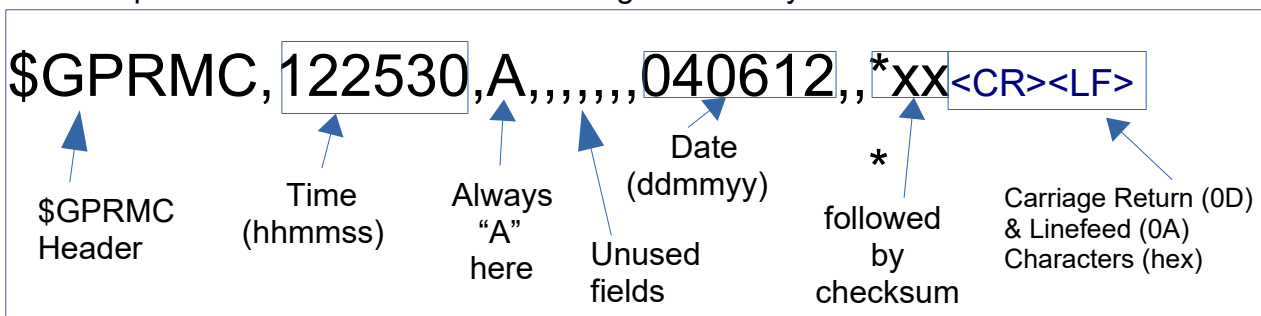 $GPRMC,122530,A,,,,,,,040612,,*xx<CR><LF>
$GPRMC
Header
Time
(hhmmss)
Always
“A”
here
Unused
fields
Date
(ddmmyy)
*
followed
by
checksum
Carriage Return (0D)
& Linefeed (0A)
Characters (hex)